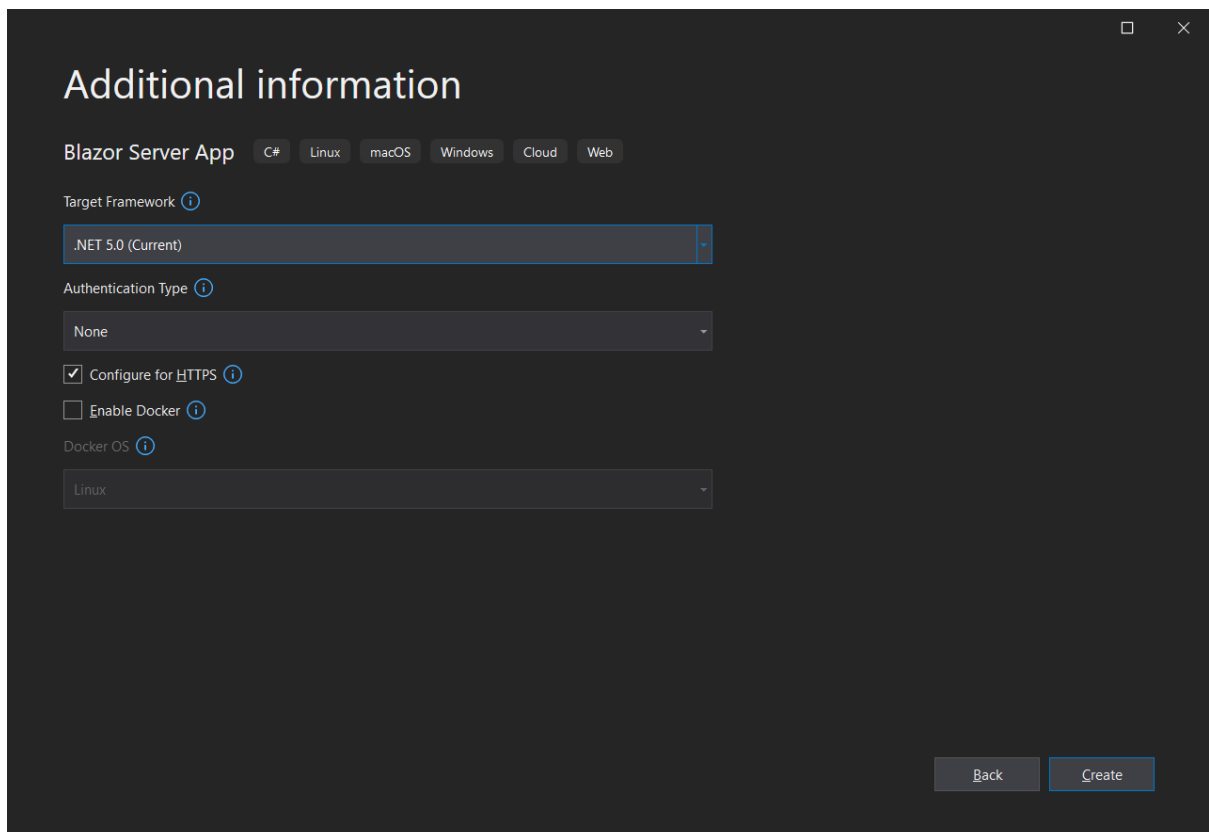 Additional information
Blazor Server App C# Linux macOS Windows Cloud Web
Target Framework
.NET 5.0 (Current)
Authentication Type
None
Configure for HTTPS
Enable Docker
Docker OS
Linux
Back Create